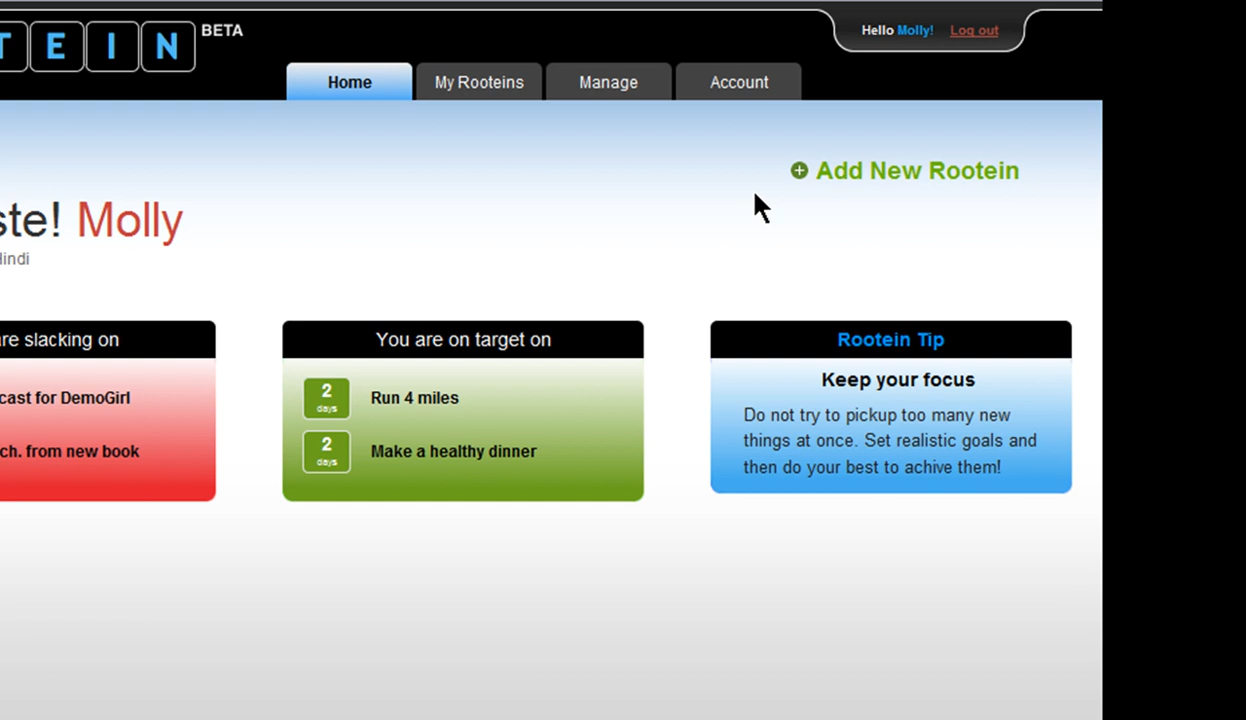 T E I N BETA
Hello Molly! Log out
Home My Rooteins Manage Account
Add New Rootein
ste! Molly
Hindi
re slacking on
cast for DemoGirl
ch. from new book
You are on target on
2 days Run 4 miles
2 days Make a healthy dinner
Rootein Tip
Keep your focus
Do not try to pickup too many new
things at once. Set realistic goals and
then do your best to achive them!